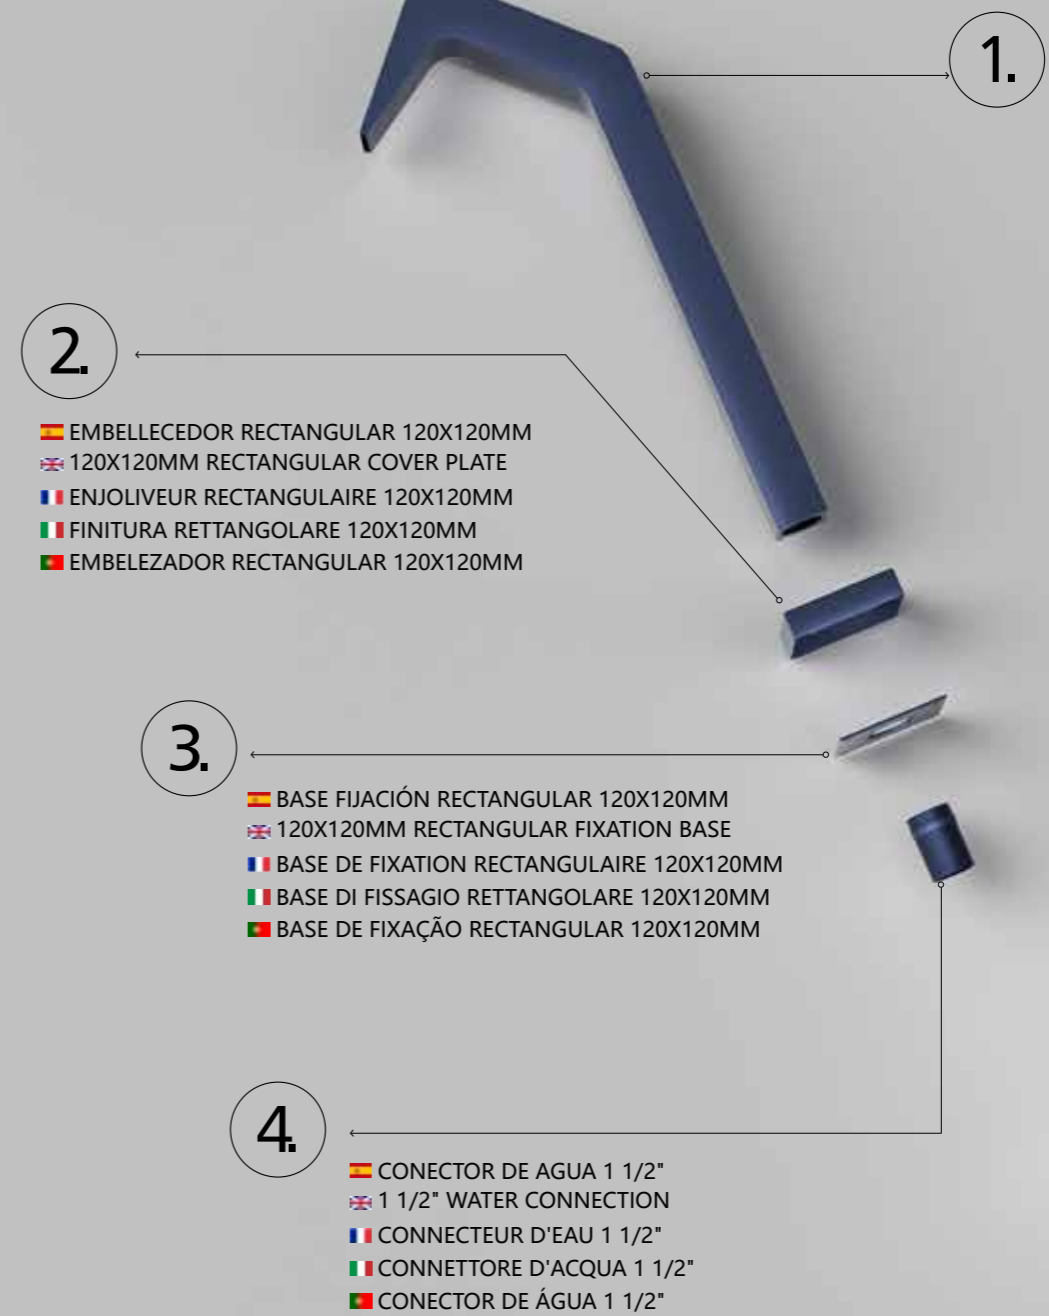 1.
2.
EMBELLECEDOR RECTANGULAR 120X120MM
120X120MM RECTANGULAR COVER PLATE
ENJOLIVEUR RECTANGULAIRE 120X120MM
FINITURA RETTANGOLARE 120X120MM
EMBELEZADOR RECTANGULAR 120X120MM
3.
BASE FIJACIÓN RECTANGULAR 120X120MM
120X120MM RECTANGULAR FIXATION BASE
BASE DE FIXATION RECTANGULAIRE 120X120MM
BASE DI FISSAGIO RETTANGOLARE 120X120MM
BASE DE FIXAÇÃO RECTANGULAR 120X120MM
4.
CONECTOR DE AGUA 1 1/2"
1 1/2" WATER CONNECTION
CONNECTEUR D'EAU 1 1/2"
CONNETTORE D'ACQUA 1 1/2"
CONECTOR DE ÁGUA 1 1/2"